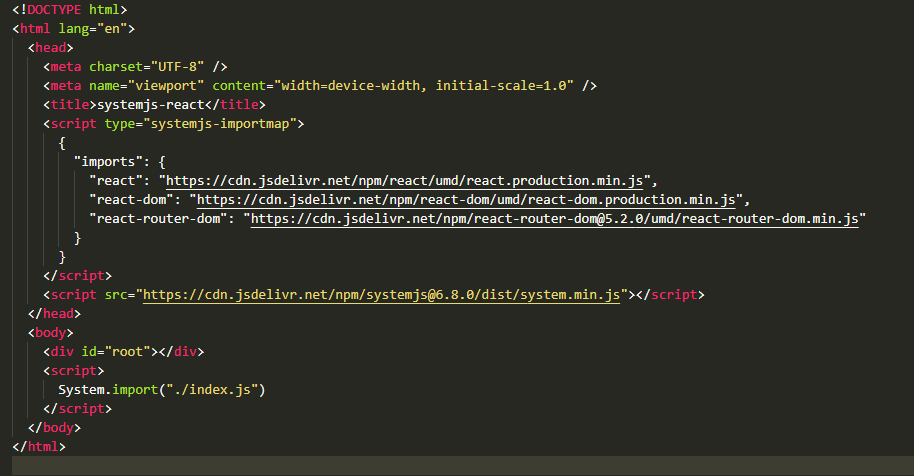 <!DOCTYPE html>
<html lang="en">
<head>
<meta charset="UTF-8" />
<meta name="viewport" content="width=device-width, initial-scale=1.0" />
<title>systemjs-react</title>
<script type="systemjs-importmap">
{
"imports": {
"react": "https://cdn.jsdelivr.net/npm/react/umd/react.production.min.js",
"react-dom": "https://cdn.jsdelivr.net/npm/react-dom/umd/react-dom.production.min.js",
"react-router-dom": "https://cdn.jsdelivr.net/npm/react-router-dom@5.2.0/umd/react-router-dom.min.js"
}
}
</script>
<script src="https://cdn.jsdelivr.net/npm/systemjs@6.8.0/dist/system.min.js"></script>
</head>
<body>
<div id="root"></div>
<script>
System.import("./index.js")
</script>
</body>
</html>